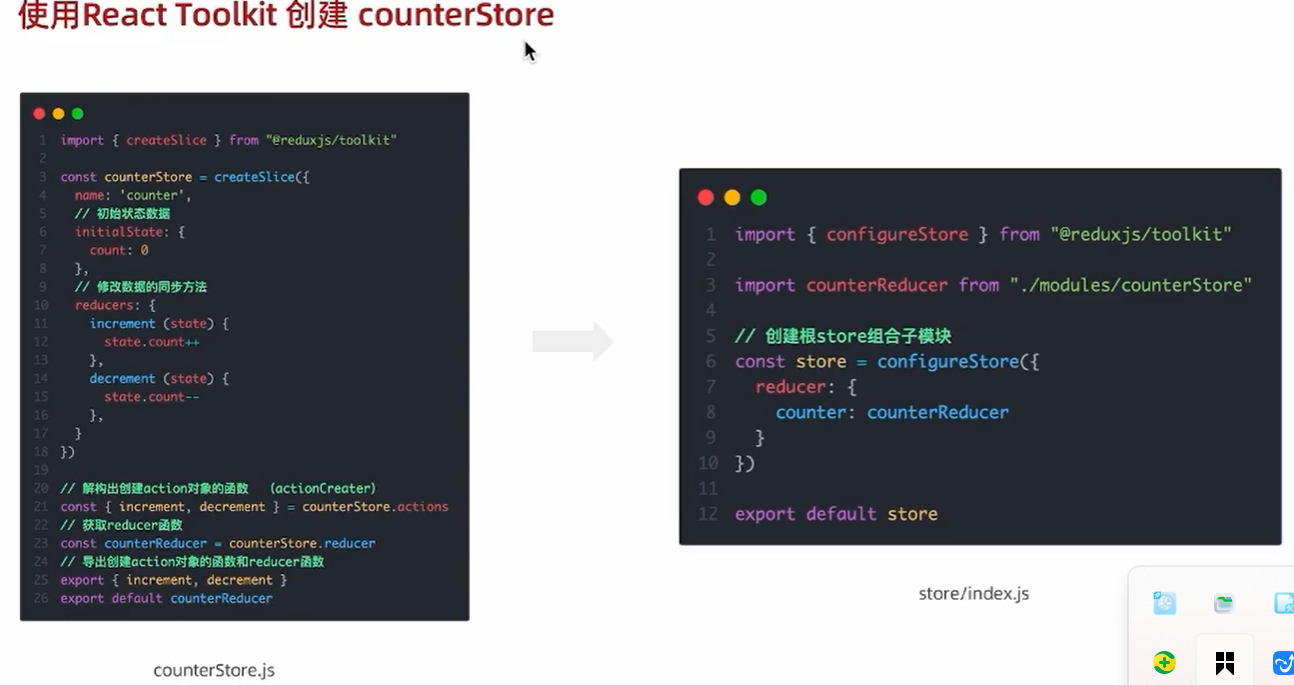 使用React Toolkit 创建 counterStore
1 import { createSlice } from "@reduxjs/toolkit"
2
3 const counterStore = createSlice({
4 name: 'counter',
5 // 初始状态数据
6 initialState: {
7 count: 0
8 },
9 // 修改数据的同步方法
10 reducers: {
11 increment (state) {
12 state.count++
13 },
14 decrement (state) {
15 state.count--
16 },
17 }
18 })
19
20 // 解构出创建action对象的函数 （actionCreater）
21 const { increment, decrement } = counterStore.actions
22 // 获取reducer函数
23 const counterReducer = counterStore.reducer
24 // 导出创建action对象的函数和reducer函数
25 export { increment, decrement }
26 export default counterReducer
counterStore.js
1 import { configureStore } from "@reduxjs/toolkit"
2
3 import counterReducer from "./modules/counterStore"
4
5 // 创建根store组合子模块
6 const store = configureStore({
7 reducer: {
8 counter: counterReducer
9 }
10 })
11
12 export default store
store/index.js